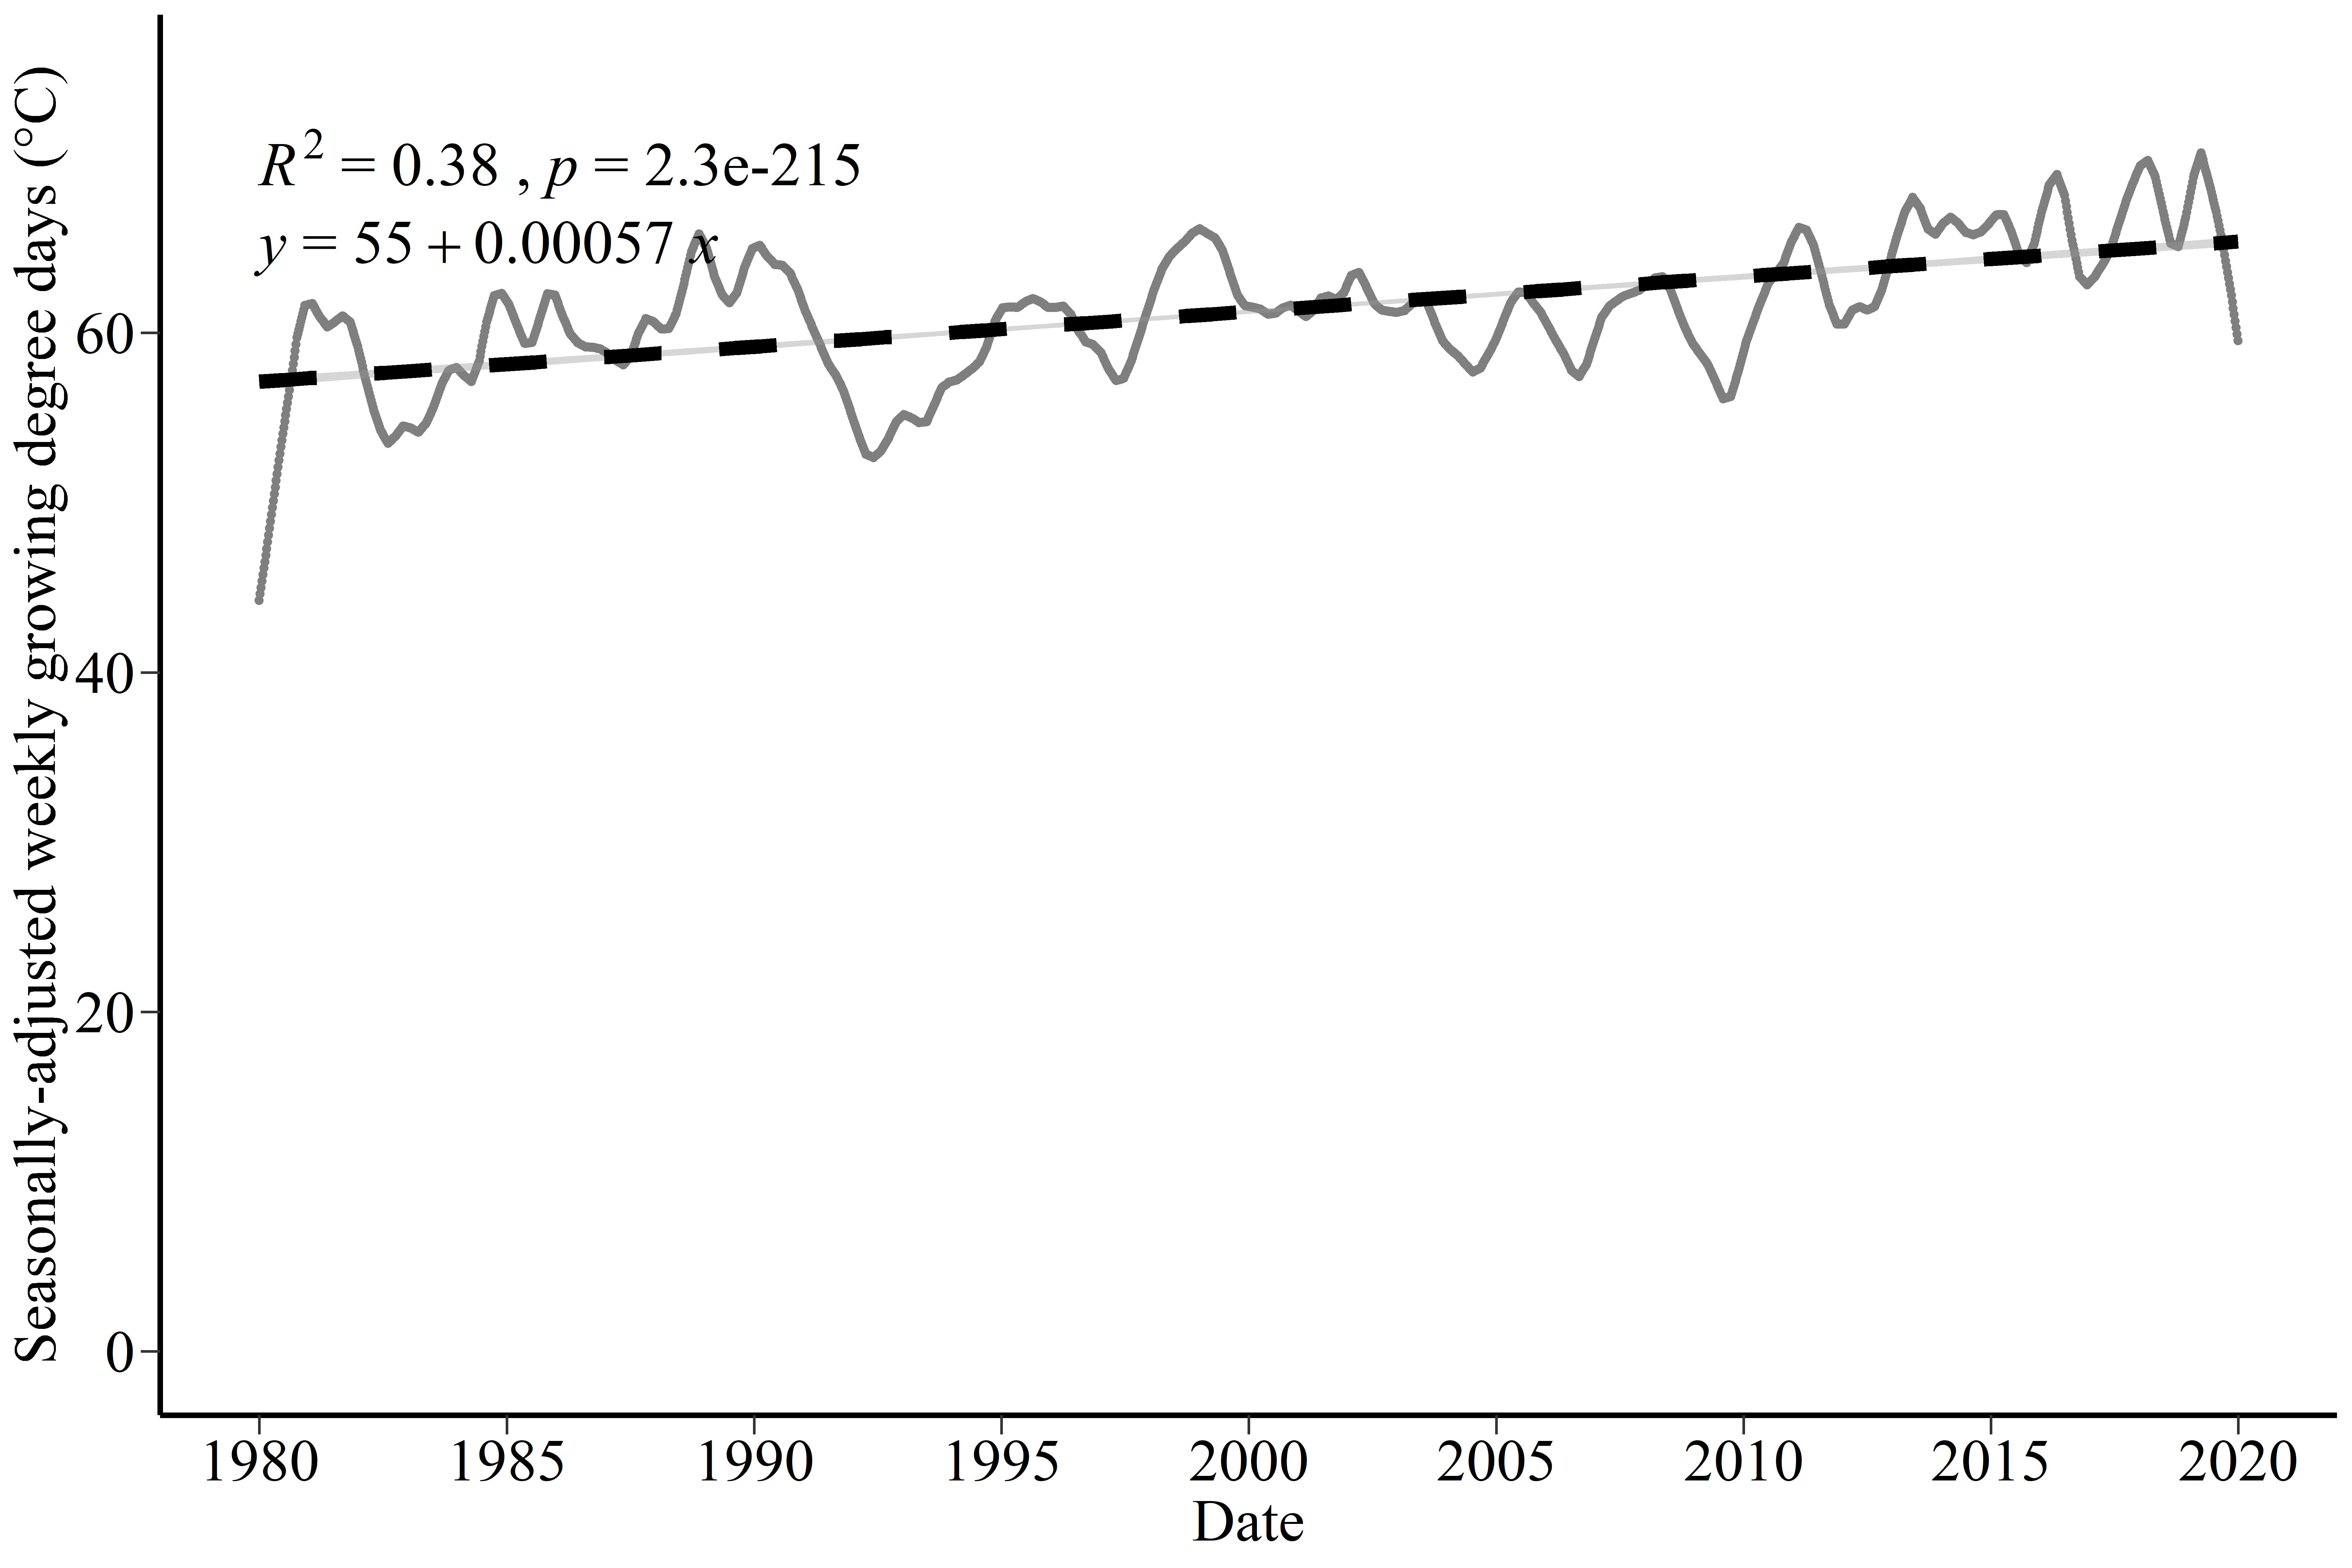 Seasonally-adjusted weekly growing degree days (°C)
R² = 0.38 , p = 2.3e-215
y = 55 + 0.00057 x
60
40
20
0
1980 1985 1990 1995 2000 2005 2010 2015 2020
Date